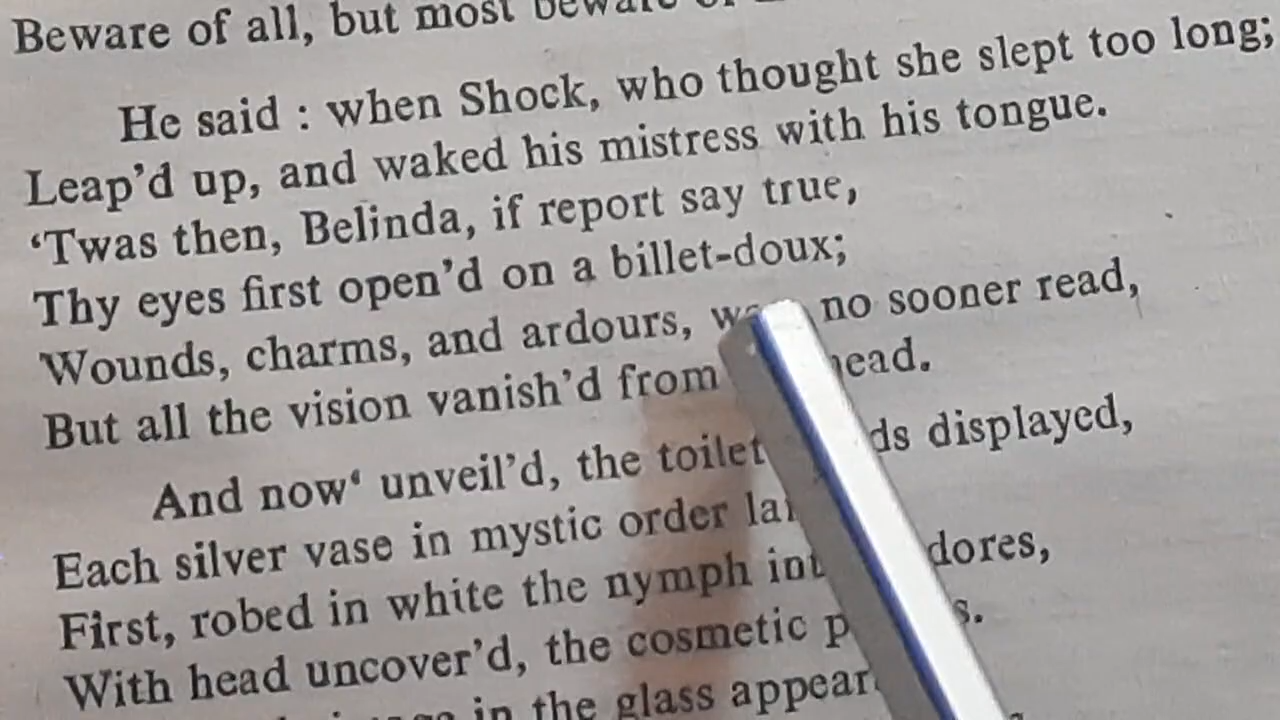 Beware of all, but most beware of
He said : when Shock, who thought she slept too long;
Leap'd up, and waked his mistress with his tongue.
‘Twas then, Belinda, if report say true,
Thy eyes first open'd on a billet-doux;
Wounds, charms, and ardours, no sooner read,
But all the vision vanish'd from
And now‘ unveil'd, the toilet displayed,
Each silver vase in mystic order
First, robed in white the nymph
With head uncover'd, the cosmetic
in the glass appear